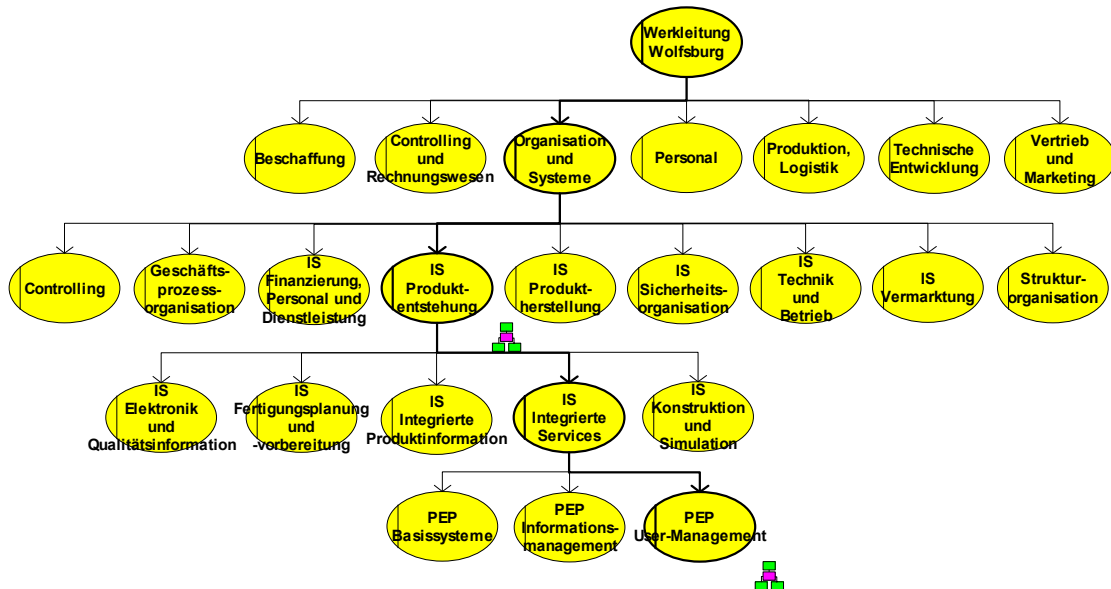 Werkleitung
Wolfsburg
Beschaffung
Controlling
und
Rechnungswesen
Organisation
und
Systeme
Personal
Produktion,
Logistik
Technische
Entwicklung
Vertrieb
und
Marketing
Controlling
Geschäfts-
prozess-
organisation
IS
Finanzierung,
Personal und
Dienstleistung
IS
Produkt-
entstehung
IS
Produkt-
herstellung
IS
Sicherheits-
organisation
IS
Technik
und
Betrieb
IS
Vermarktung
Struktur-
organisation
IS
Elektronik
und
Qualitätsinformation
IS
Fertigungsplanung
und
-vorbereitung
IS
Integrierte
Produktinformation
IS
Integrierte
Services
IS
Konstruktion
und
Simulation
PEP
Basissysteme
PEP
Informations-
management
PEP
User-Management